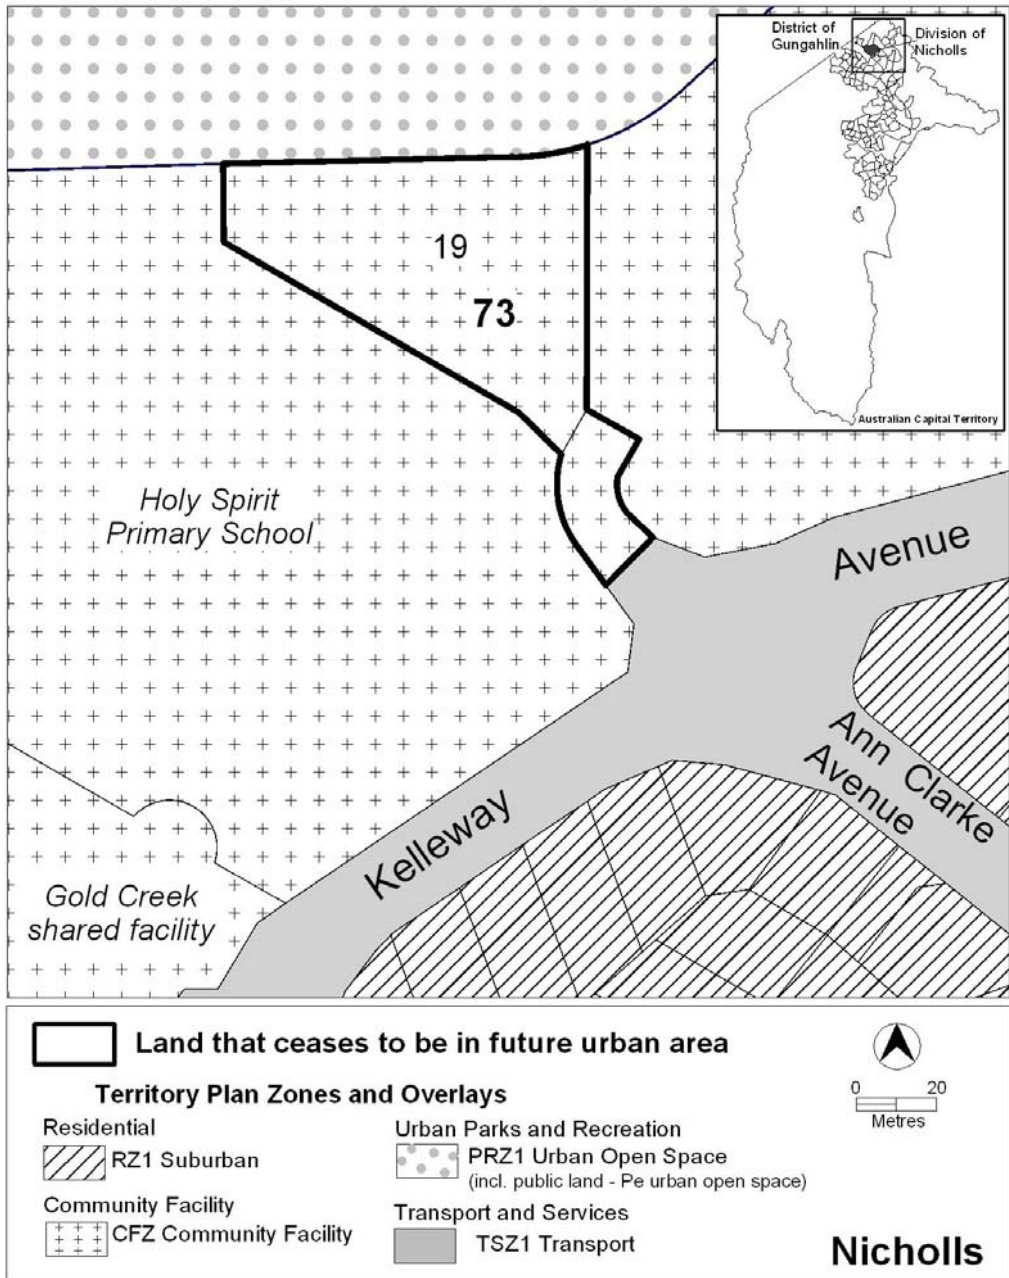 District of
Gungahlin
Division of
Nicholls
Australian Capital Territory
19
73
Holy Spirit
Primary School
Avenue
Ann Clarke
Avenue
Kelleway
Gold Creek
shared facility
Land that ceases to be in future urban area
Territory Plan Zones and Overlays
Residential
RZ1 Suburban
Community Facility
CFZ Community Facility
Urban Parks and Recreation
PRZ1 Urban Open Space
(incl. public land - Pe urban open space)
Transport and Services
TSZ1 Transport
0 20
Metres
Nicholls